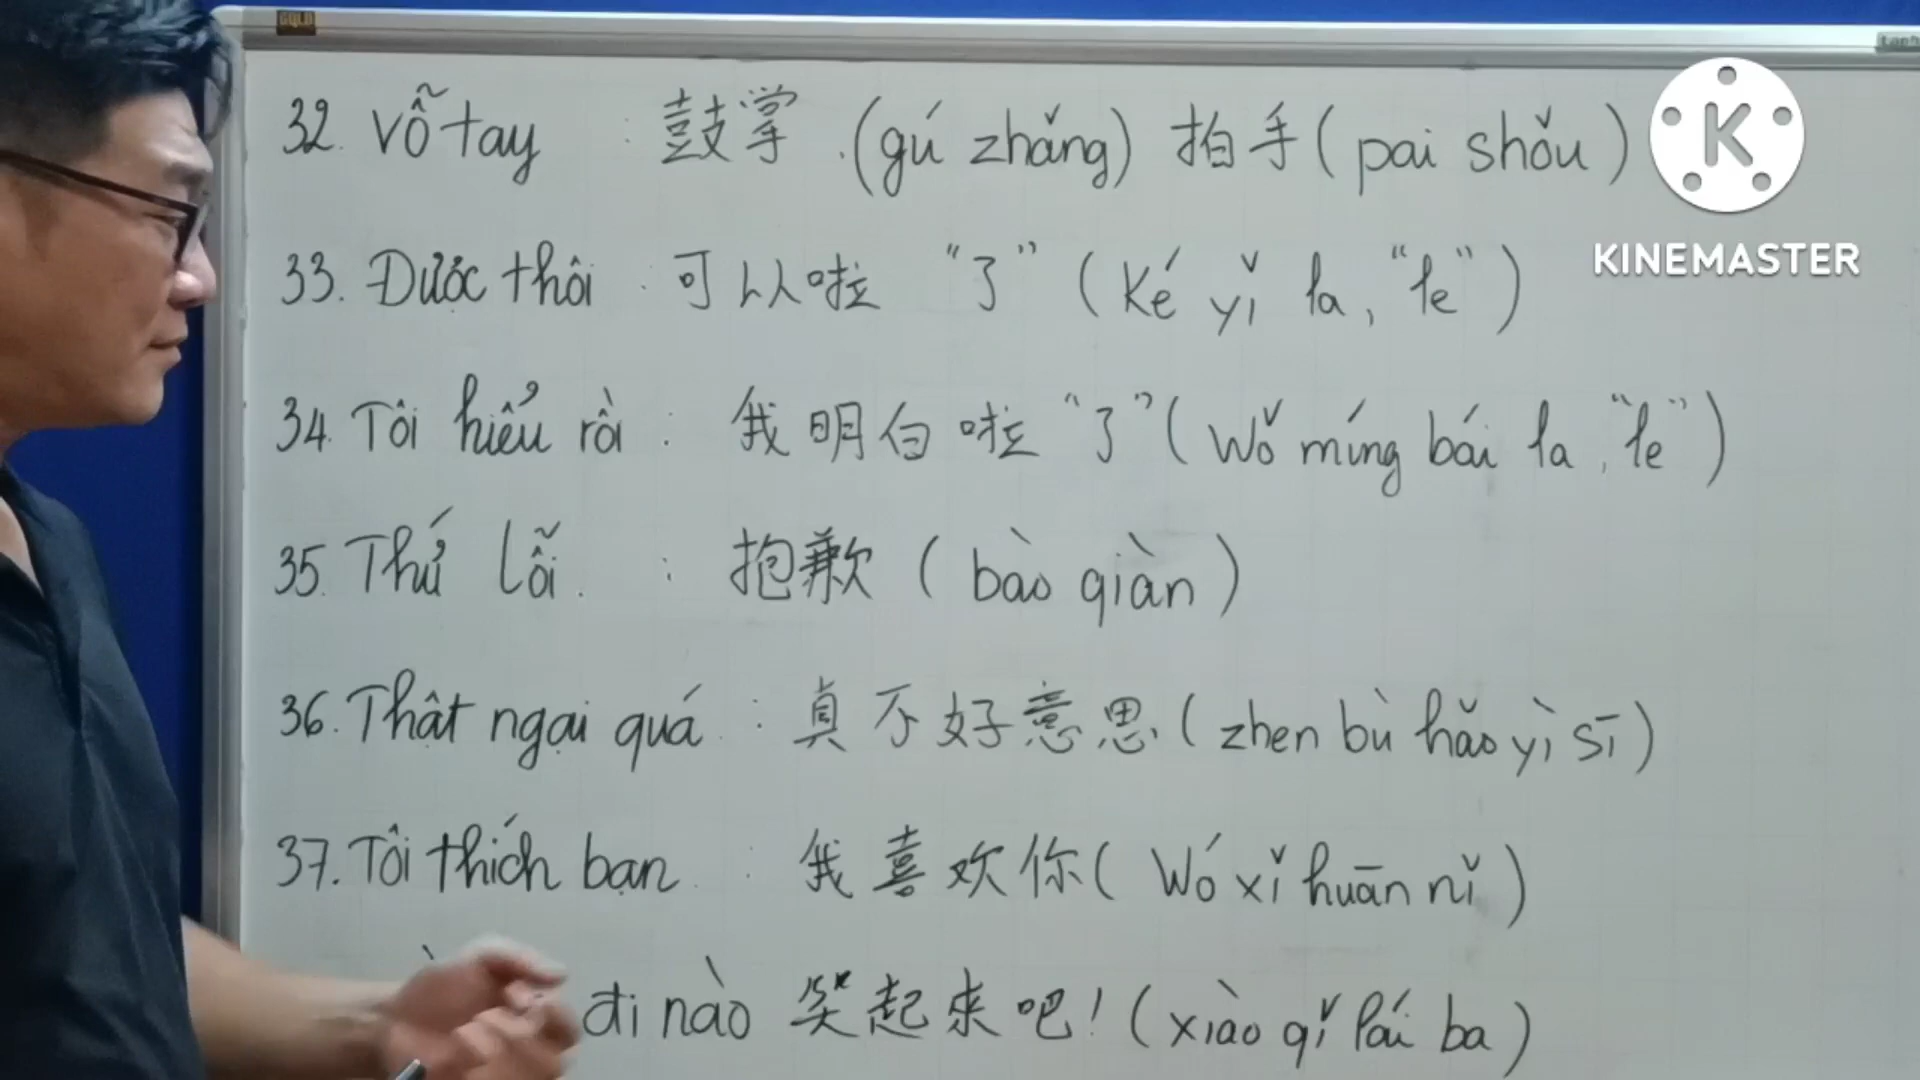 GQLD
32. Vỗ tay : 鼓掌 (gú zhǎng) 拍手 (pai shǒu)
KINEMASTER
33. Được thôi : 可以啦 “了” (Ké yǐ la, “le”)
34. Tôi hiểu rồi : 我明白啦 “了” (Wǒ míng bái la, “le”)
35. Thứ lỗi : 抱歉 (bào qiàn)
36. Thật ngại quá : 真不好意思 (zhen bù hǎo yì sī)
37. Tôi thích bạn : 我喜欢你 (Wó xǐ huān nǐ)
đi nào 笑起来吧! (xiào qǐ lái ba)